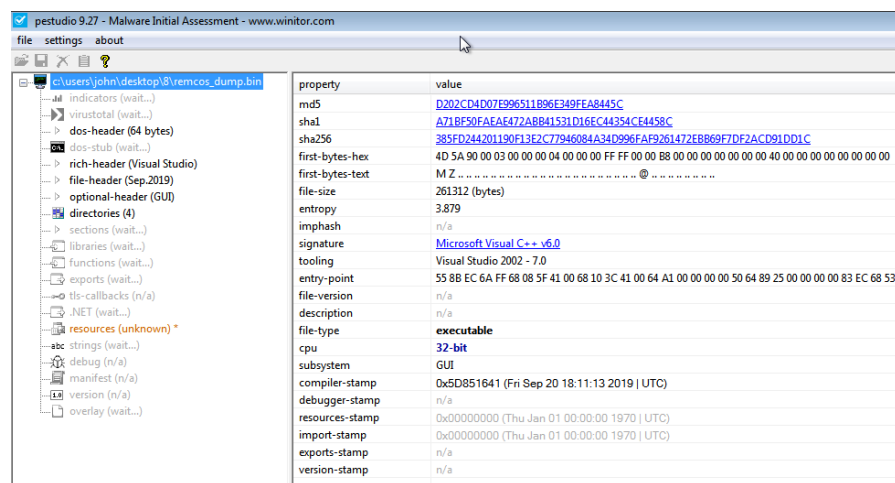 pestudio 9.27 - Malware Initial Assessment - www.winitor.com
file settings about
c:\users\john\desktop\8\remcos_dump.bin
indicators (wait...)
virustotal (wait...)
dos-header (64 bytes)
dos-stub (wait...)
rich-header (Visual Studio)
file-header (Sep.2019)
optional-header (GUI)
directories (4)
sections (wait...)
libraries (wait...)
functions (wait...)
exports (wait...)
tls-callbacks (n/a)
.NET (wait...)
resources (unknown) *
abc strings (wait...)
debug (n/a)
manifest (n/a)
1.0 version (n/a)
overlay (wait...)
property value
md5 D202CD4D07E996511B96E349FEA8445C
sha1 A71BF50FAEAE472ABB41531D16EC44354CE4458C
sha256 385FD244201190F13E2C77946084A34D996FAF9261472EBB69F7DF2ACD91DD1C
first-bytes-hex 4D 5A 90 00 03 00 00 00 04 00 00 00 FF FF 00 00 B8 00 00 00 00 00 00 00 40 00 00 00 00 00 00 00
first-bytes-text M Z .. .. .. .. .. .. .. .. .. .. .. .. .. .. .. .. .. .. .. .. .. .. @ .. .. .. .. .. .. ..
file-size 261312 (bytes)
entropy 3.879
imphash n/a
signature Microsoft Visual C++ v6.0
tooling Visual Studio 2002 - 7.0
entry-point 55 8B EC 6A FF 68 08 5F 41 00 68 10 3C 41 00 64 A1 00 00 00 00 50 64 89 25 00 00 00 00 83 EC 68 53
file-version n/a
description n/a
file-type executable
cpu 32-bit
subsystem GUI
compiler-stamp 0x5D851641 (Fri Sep 20 18:11:13 2019 | UTC)
debugger-stamp n/a
resources-stamp 0x00000000 (Thu Jan 01 00:00:00 1970 | UTC)
import-stamp 0x00000000 (Thu Jan 01 00:00:00 1970 | UTC)
exports-stamp n/a
version-stamp n/a